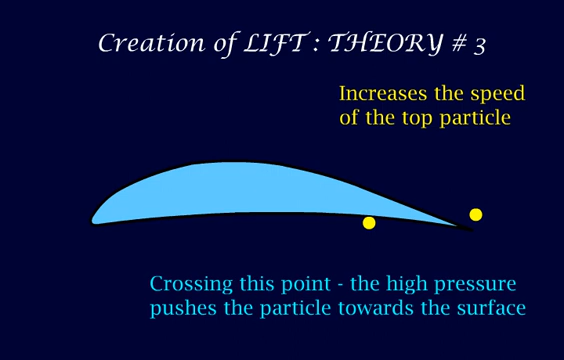 Creation of LIFT : THEORY # 3
Increases the speed
of the top particle
Crossing this point - the high pressure
pushes the particle towards the surface